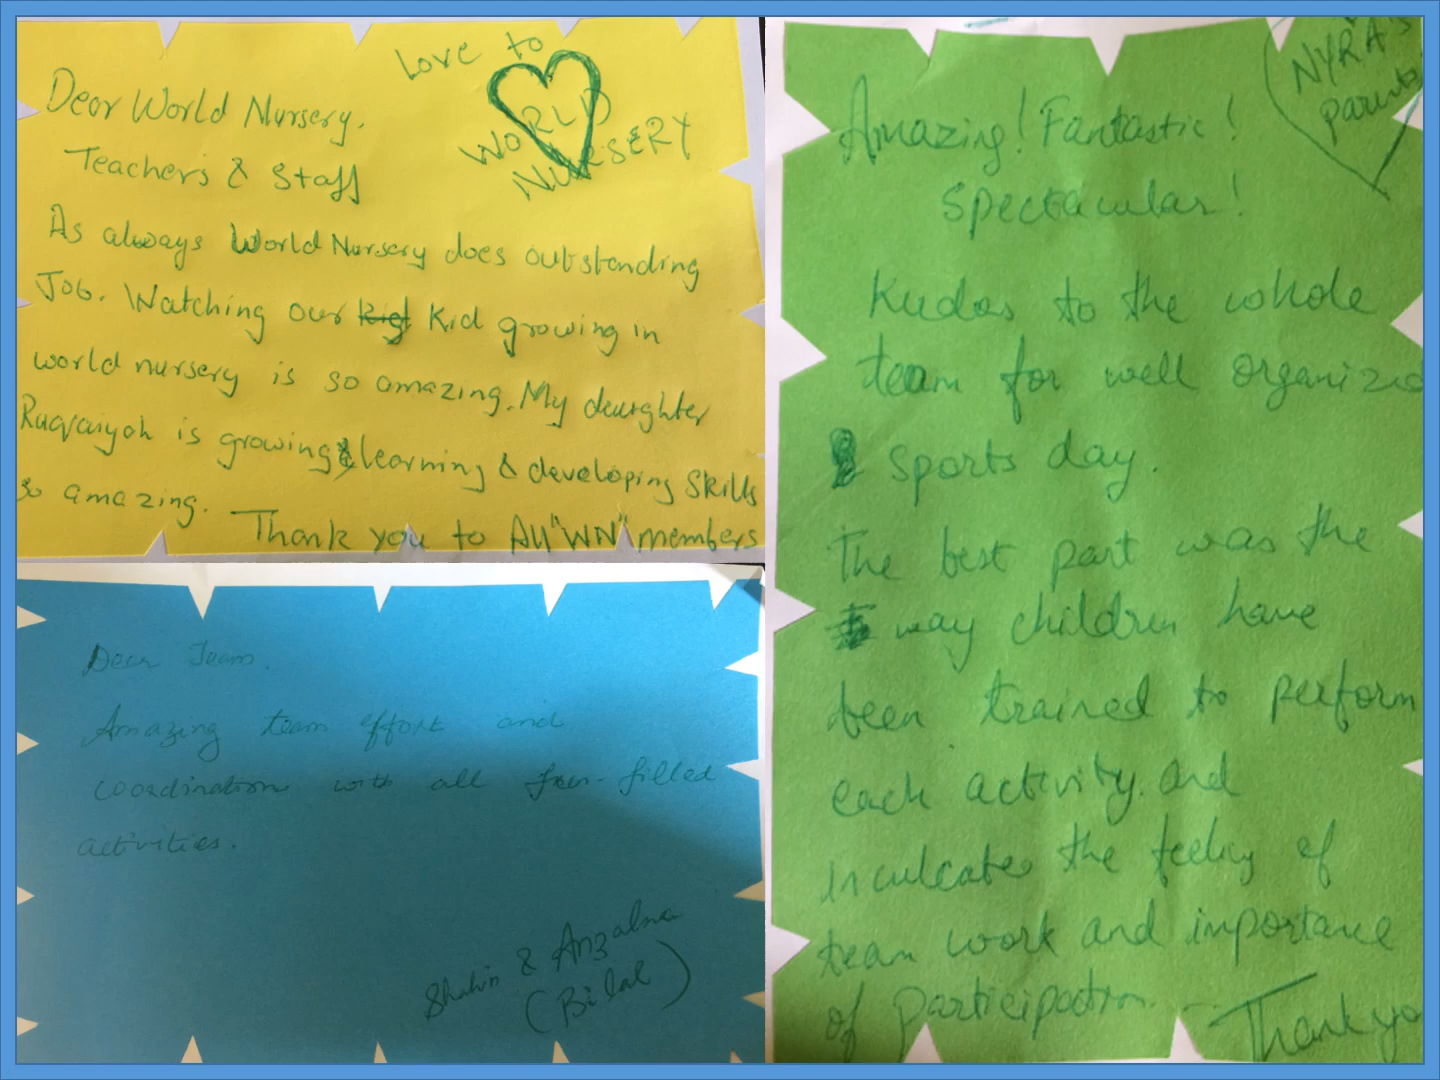 Love to
WORLD
NURSERY
Dear World Nursery,
Teachers & Staff
As always World Nursery does outstanding
Job. Watching our Kid growing in
world nursery is so amazing. My daughter
Ruqvaiyah is growing learning & developing skills
so amazing.
Thank you to All "WN" members
Dear Team,
Amazing team effort and
coordination with all fun-filled
activities.
Shahin & Anzalna
(Bilal)
NYRA'S
parents
Amazing! Fantastic!
Spectacular!
Kudos to the whole
team for well organized
sports day.
The best part was the
way children have
been trained to perform
each activity and
inculcates the feeling of
team work and importance
of participation. -
Thank yo